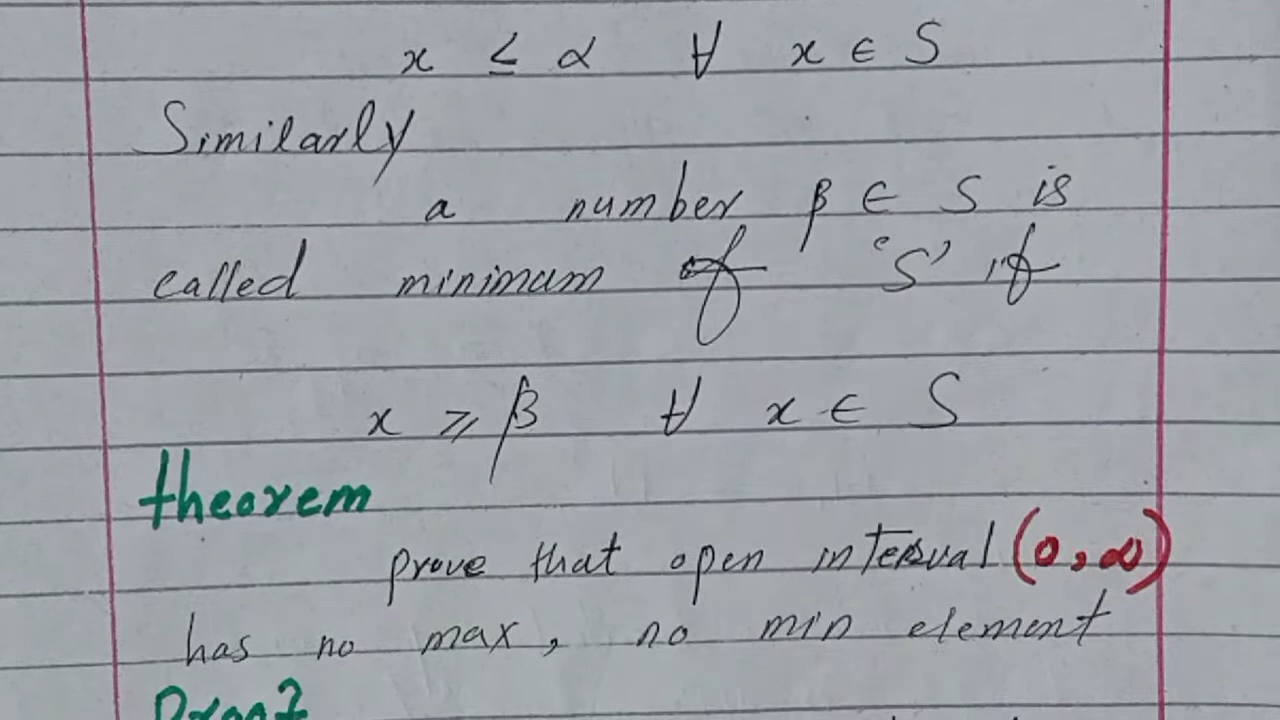 x ≤ α ∀ x ∈ S
Similarly
a number β ∈ S is
called minimum of 'S' if
x ⩾ β ∀ x ∈ S
theorem
prove that open interval (0,∞)
has no max, no min element
Proof